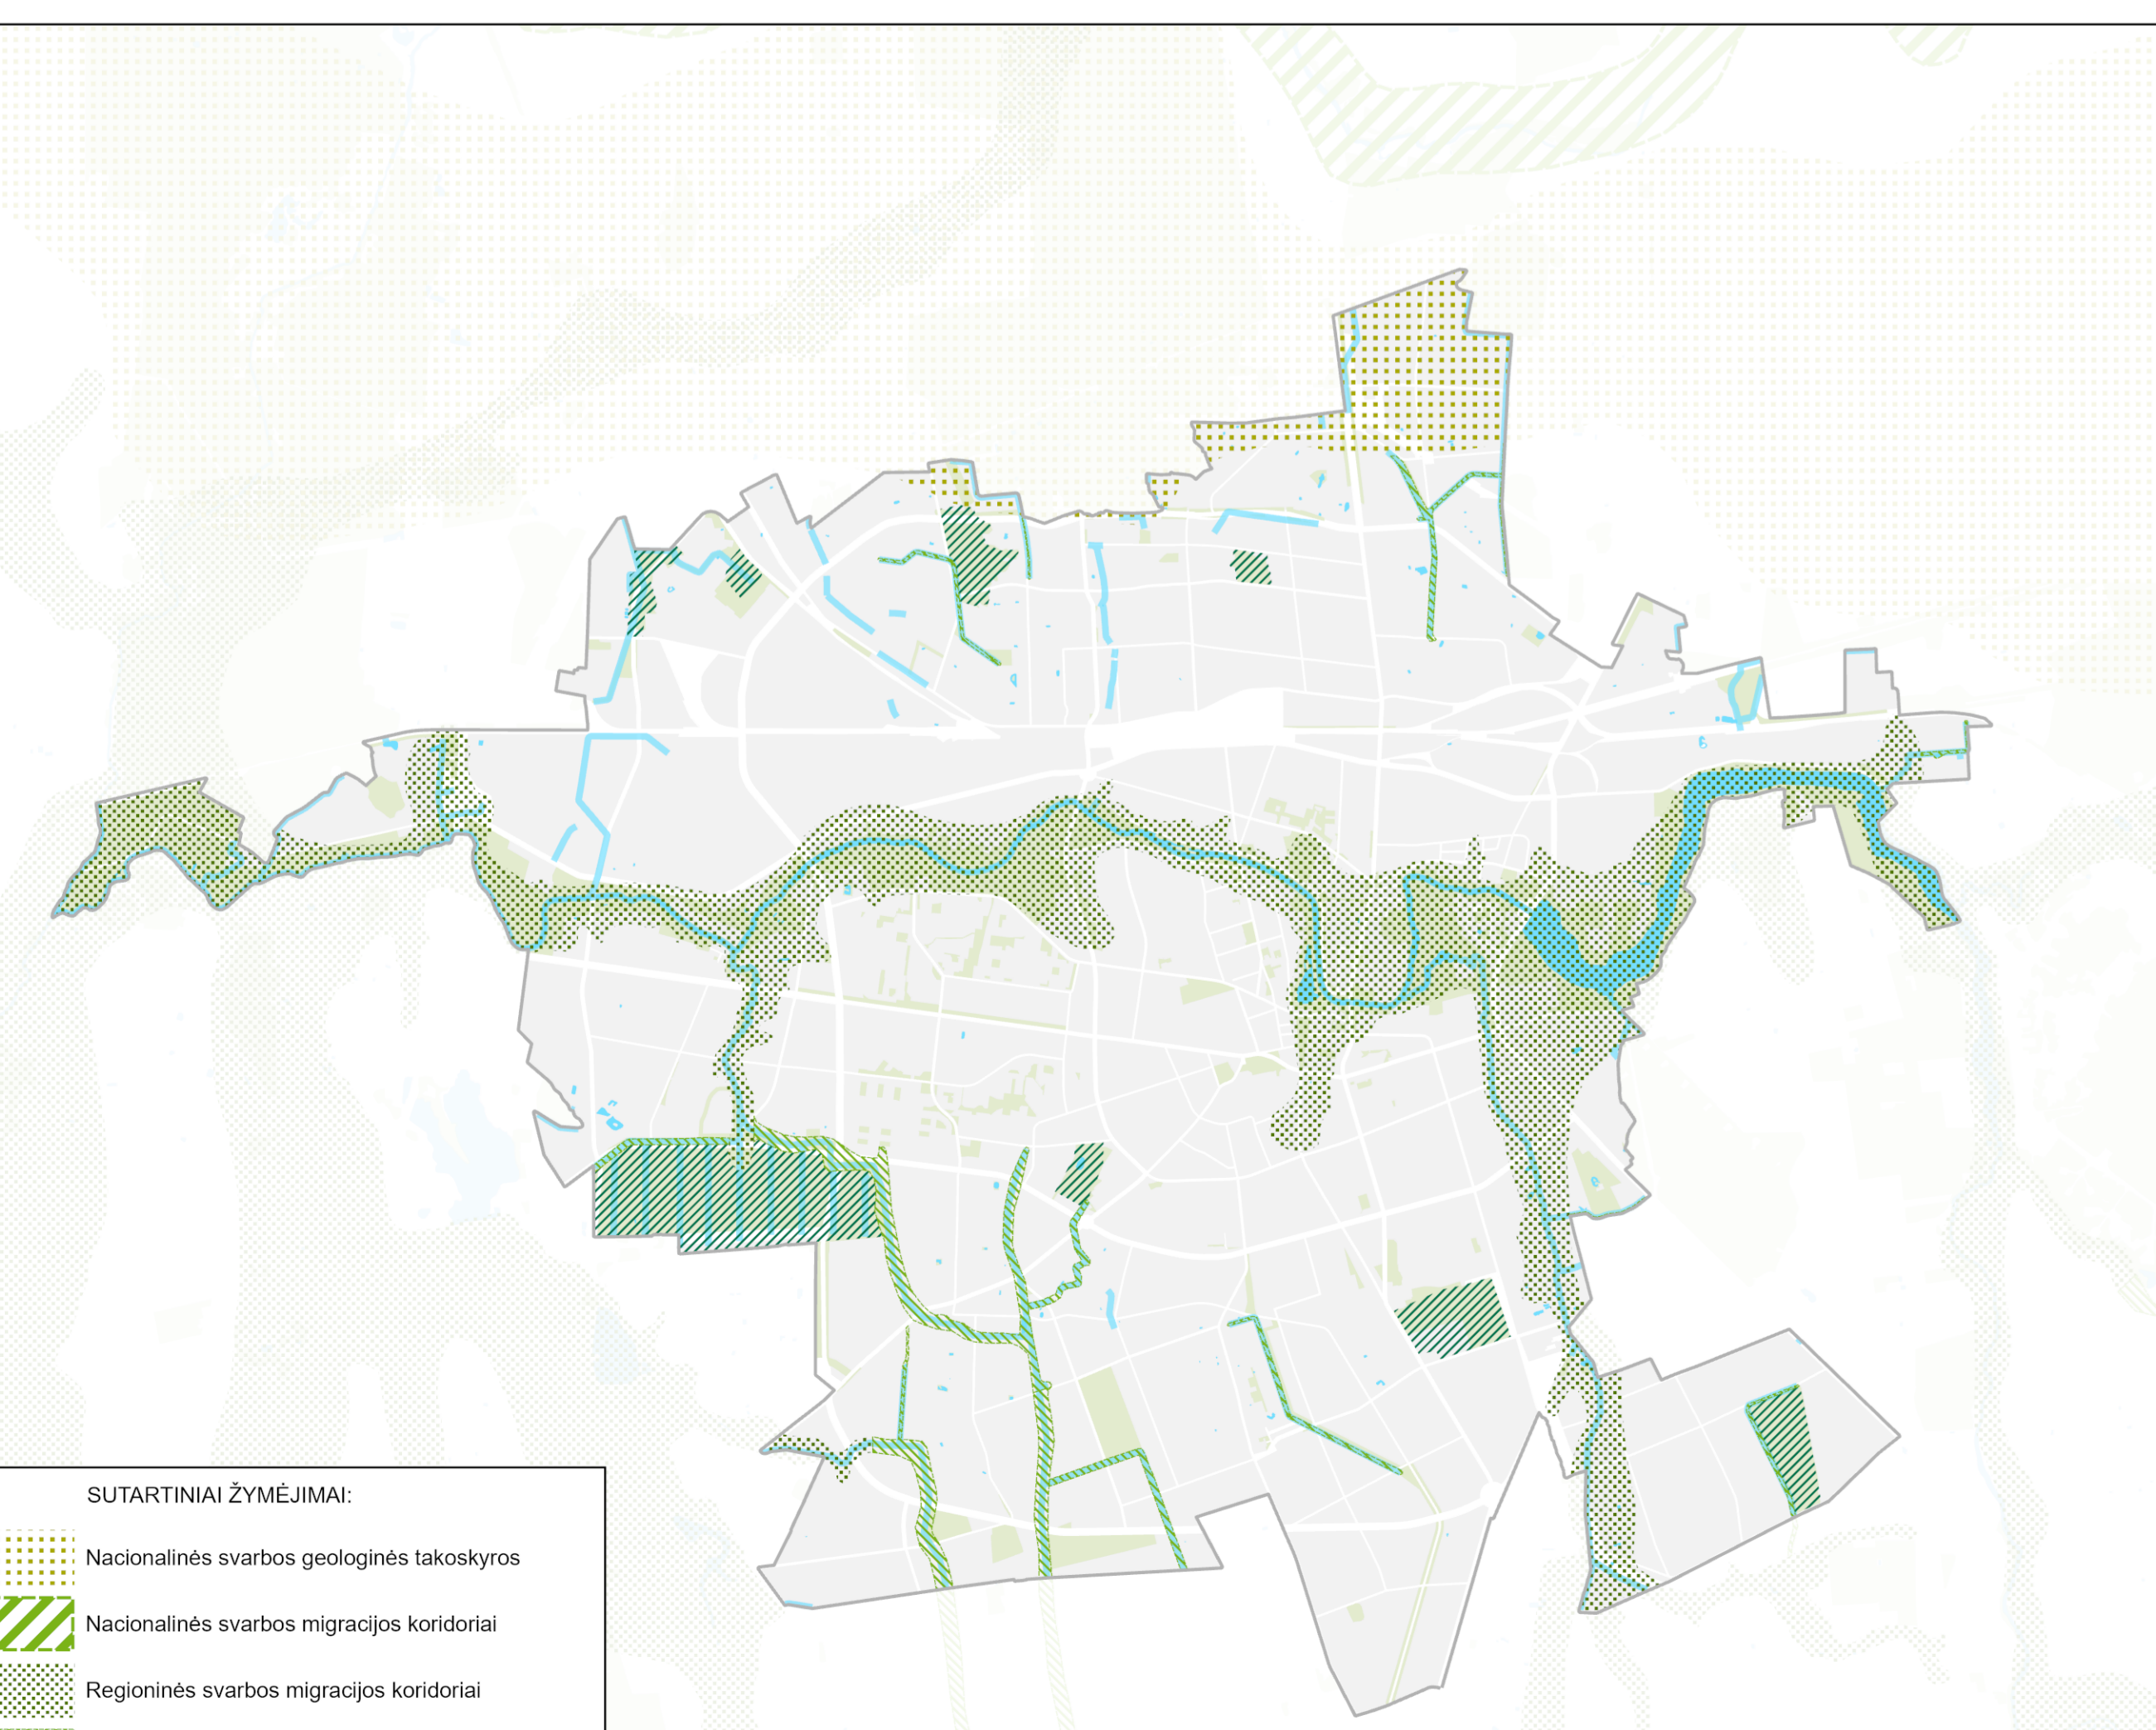 SUTARTINIAI ŽYMĖJIMAI:
Nacionalinės svarbos geologinės takoskyros
Nacionalinės svarbos migracijos koridoriai
Regioninės svarbos migracijos koridoriai